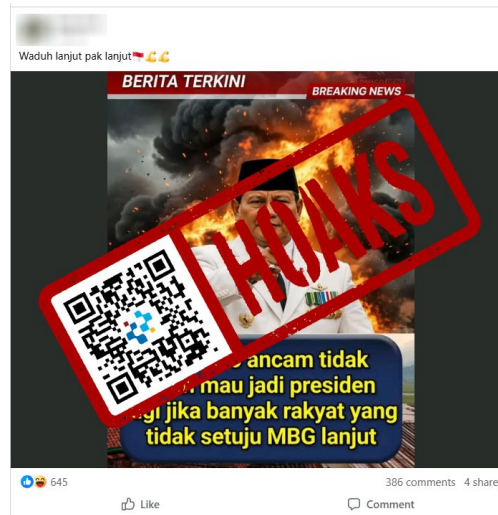 Waduh lanjut pak lanjut
BERITA TERKINI
BREAKING NEWS
HOAKS
ancam tidak
mau jadi presiden
jika banyak rakyat yang
tidak setuju MBG lanjut
645
386 comments 4 share
Like
Comment